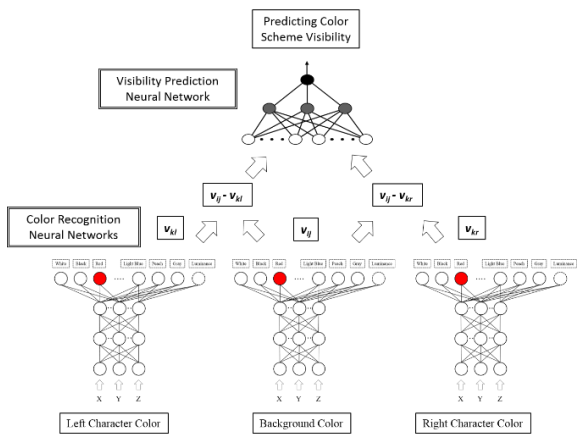 Predicting Color
Scheme Visibility
Visibility Prediction
Neural Network
v_ij - v_ki
v_ij - v_kr
Color Recognition
Neural Networks
v_ki
v_ij
v_kr
White Black Red Light Blue Peach Gray Luminance
White Black Red Light Blue Peach Gray Luminance
White Black Red Light Blue Peach Gray Luminance
X Y Z
X Y Z
X Y Z
Left Character Color
Background Color
Right Character Color